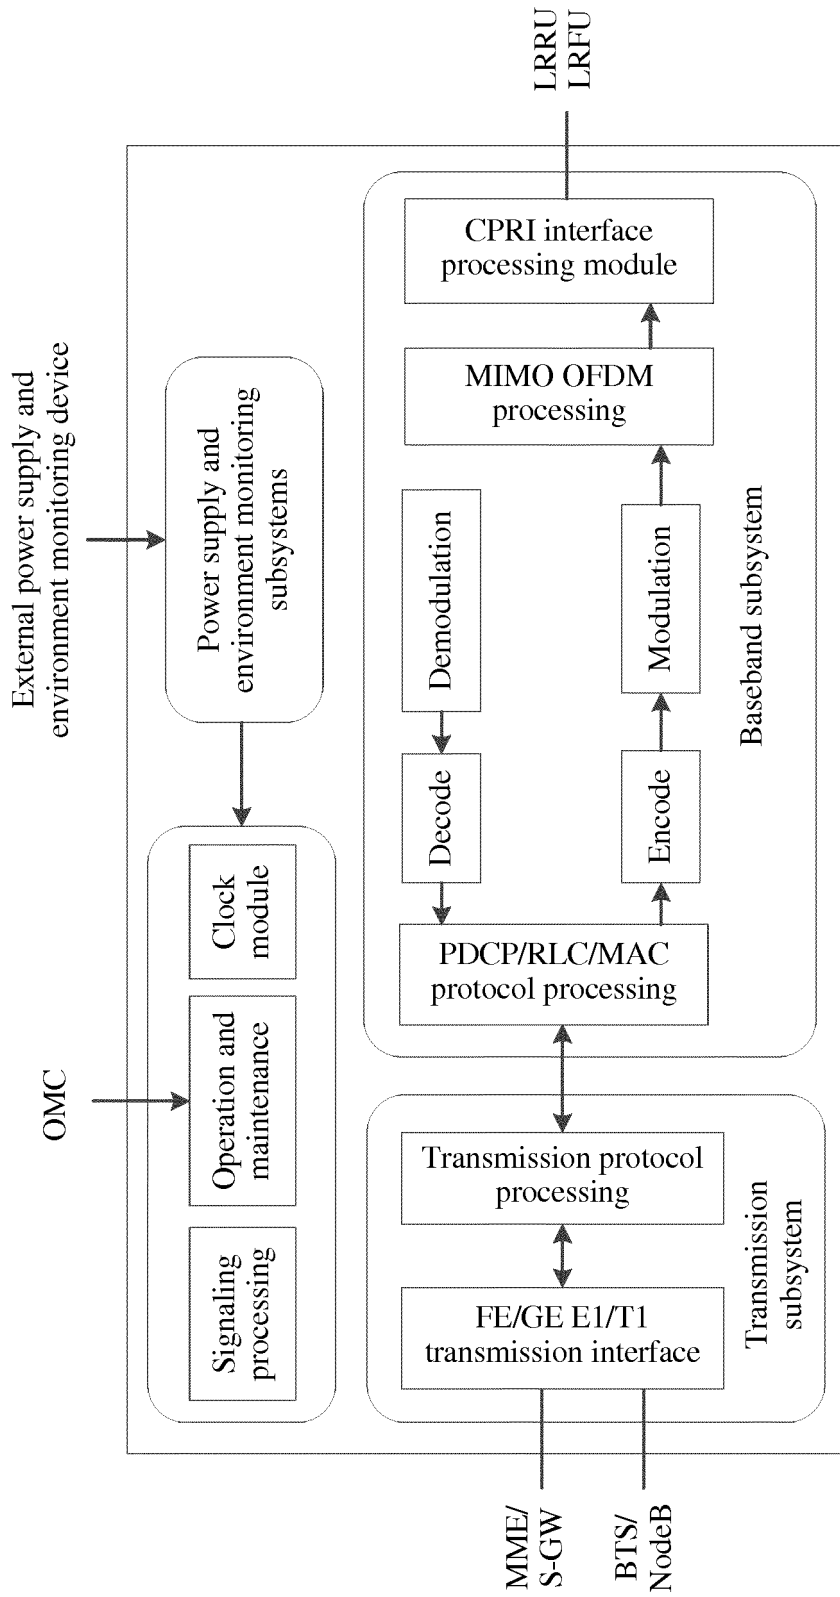 OMC
External power supply and
environment monitoring device
Signaling
processing
Operation and
maintenance
Clock
module
Power supply and
environment monitoring
subsystems
MME/
S-GW
BTS/
NodeB
FE/GE E1/T1
transmission interface
Transmission protocol
processing
Transmission
subsystem
PDCP/RLC/MAC
protocol processing
Decode
Demodulation
Encode
Modulation
MIMO OFDM
processing
CPRI interface
processing module
Baseband subsystem
LRRU
LRFU